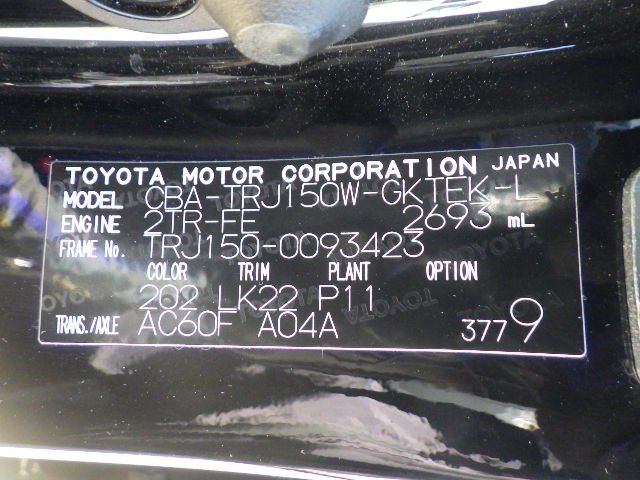 TOYOTA MOTOR CORPORATION JAPAN
MODEL CBA-TRJ150W-GKTEK-L
ENGINE 2TR-FE 2693 mL
FRAME No. TRJ150-0093423
COLOR TRIM PLANT OPTION
202 LK22 P11
TRANS./AXLE AC60F A04A 3779